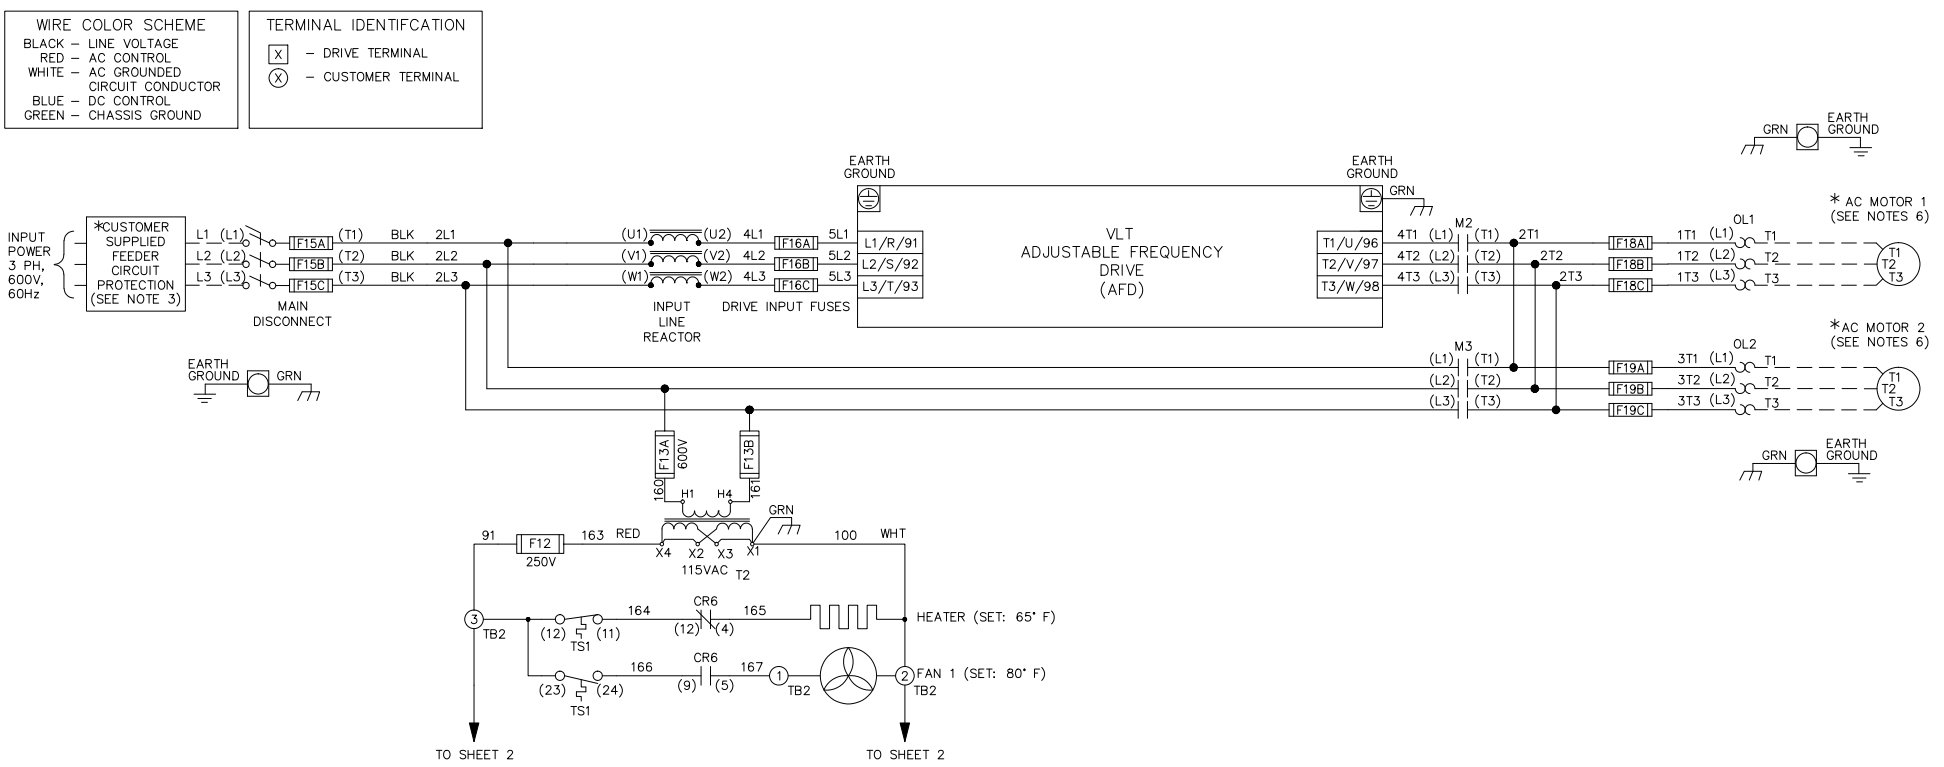 WIRE COLOR SCHEME
BLACK – LINE VOLTAGE
RED – AC CONTROL
WHITE – AC GROUNDED
CIRCUIT CONDUCTOR
BLUE – DC CONTROL
GREEN – CHASSIS GROUND
TERMINAL IDENTIFCATION
X – DRIVE TERMINAL
X – CUSTOMER TERMINAL
INPUT
POWER
3 PH,
600V,
60Hz
*CUSTOMER
SUPPLIED
FEEDER
CIRCUIT
PROTECTION
(SEE NOTE 3)
L1 (L1) F15A (T1) BLK 2L1 (U1) (U2) 4L1 F16A 5L1 L1/R/91
L2 (L2) F15B (T2) BLK 2L2 (V1) (V2) 4L2 F16B 5L2 L2/S/92
L3 (L3) F15C (T3) BLK 2L3 (W1) (W2) 4L3 F16C 5L3 L3/T/93
MAIN
DISCONNECT
INPUT
LINE
REACTOR
DRIVE INPUT FUSES
EARTH
GROUND
VLT
ADJUSTABLE FREQUENCY
DRIVE
(AFD)
EARTH
GROUND
GRN
M2
T1/U/96 4T1 (L1) (T1) 2T1 F18A 1T1 (L1) T1
T2/V/97 4T2 (L2) (T2) 2T2 F18B 1T2 (L2) T2
T3/W/98 4T3 (L3) (T3) 2T3 F18C 1T3 (L3) T3
OL1
GRN
EARTH
GROUND
* AC MOTOR 1
(SEE NOTES 6)
T1
T2
T3
M3
(L1) (T1) F19A 3T1 (L1) T1
(L2) (T2) F19B 3T2 (L2) T2
(L3) (T3) F19C 3T3 (L3) T3
OL2
*AC MOTOR 2
(SEE NOTES 6)
T1
T2
T3
GRN
EARTH
GROUND
EARTH
GROUND
GRN
F13A
600V
F13B
160
161
H1 H4
GRN
91 F12 163 RED
250V
X4 X2 X3 X1
100 WHT
115VAC T2
3
TB2
(12) (11)
TS1
164
CR6
(12) (4)
165
HEATER (SET: 65° F)
(23) (24)
TS1
166
CR6
(9) (5)
167
1
TB2
2
TB2
FAN 1 (SET: 80° F)
TO SHEET 2
TO SHEET 2